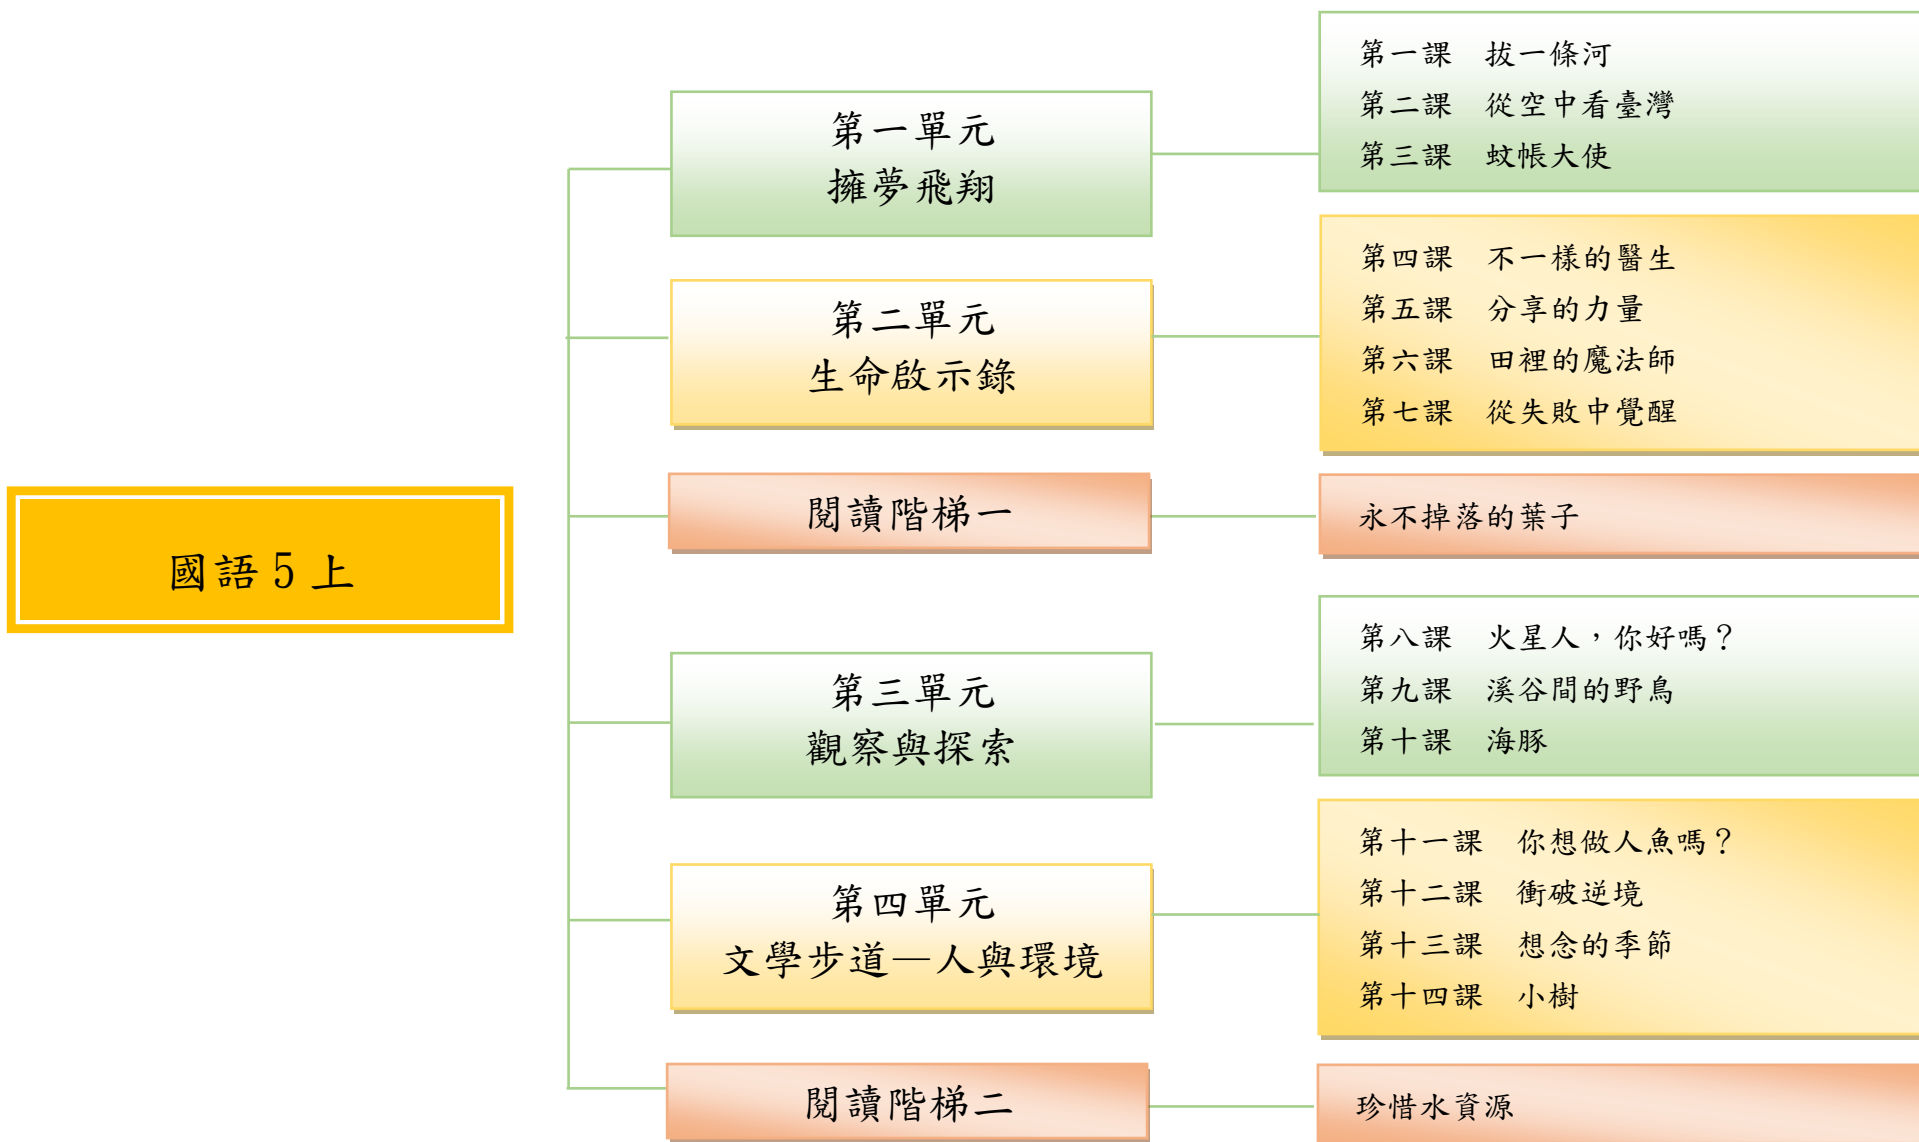 國語 5 上
第一單元
擁夢飛翔
第一課　拔一條河
第二課　從空中看臺灣
第三課　蚊帳大使
第二單元
生命啟示錄
第四課　不一樣的醫生
第五課　分享的力量
第六課　田裡的魔法師
第七課　從失敗中覺醒
閱讀階梯一
永不掉落的葉子
第三單元
觀察與探索
第八課　火星人，你好嗎？
第九課　溪谷間的野鳥
第十課　海豚
第四單元
文學步道—人與環境
第十一課　你想做人魚嗎？
第十二課　衝破逆境
第十三課　想念的季節
第十四課　小樹
閱讀階梯二
珍惜水資源